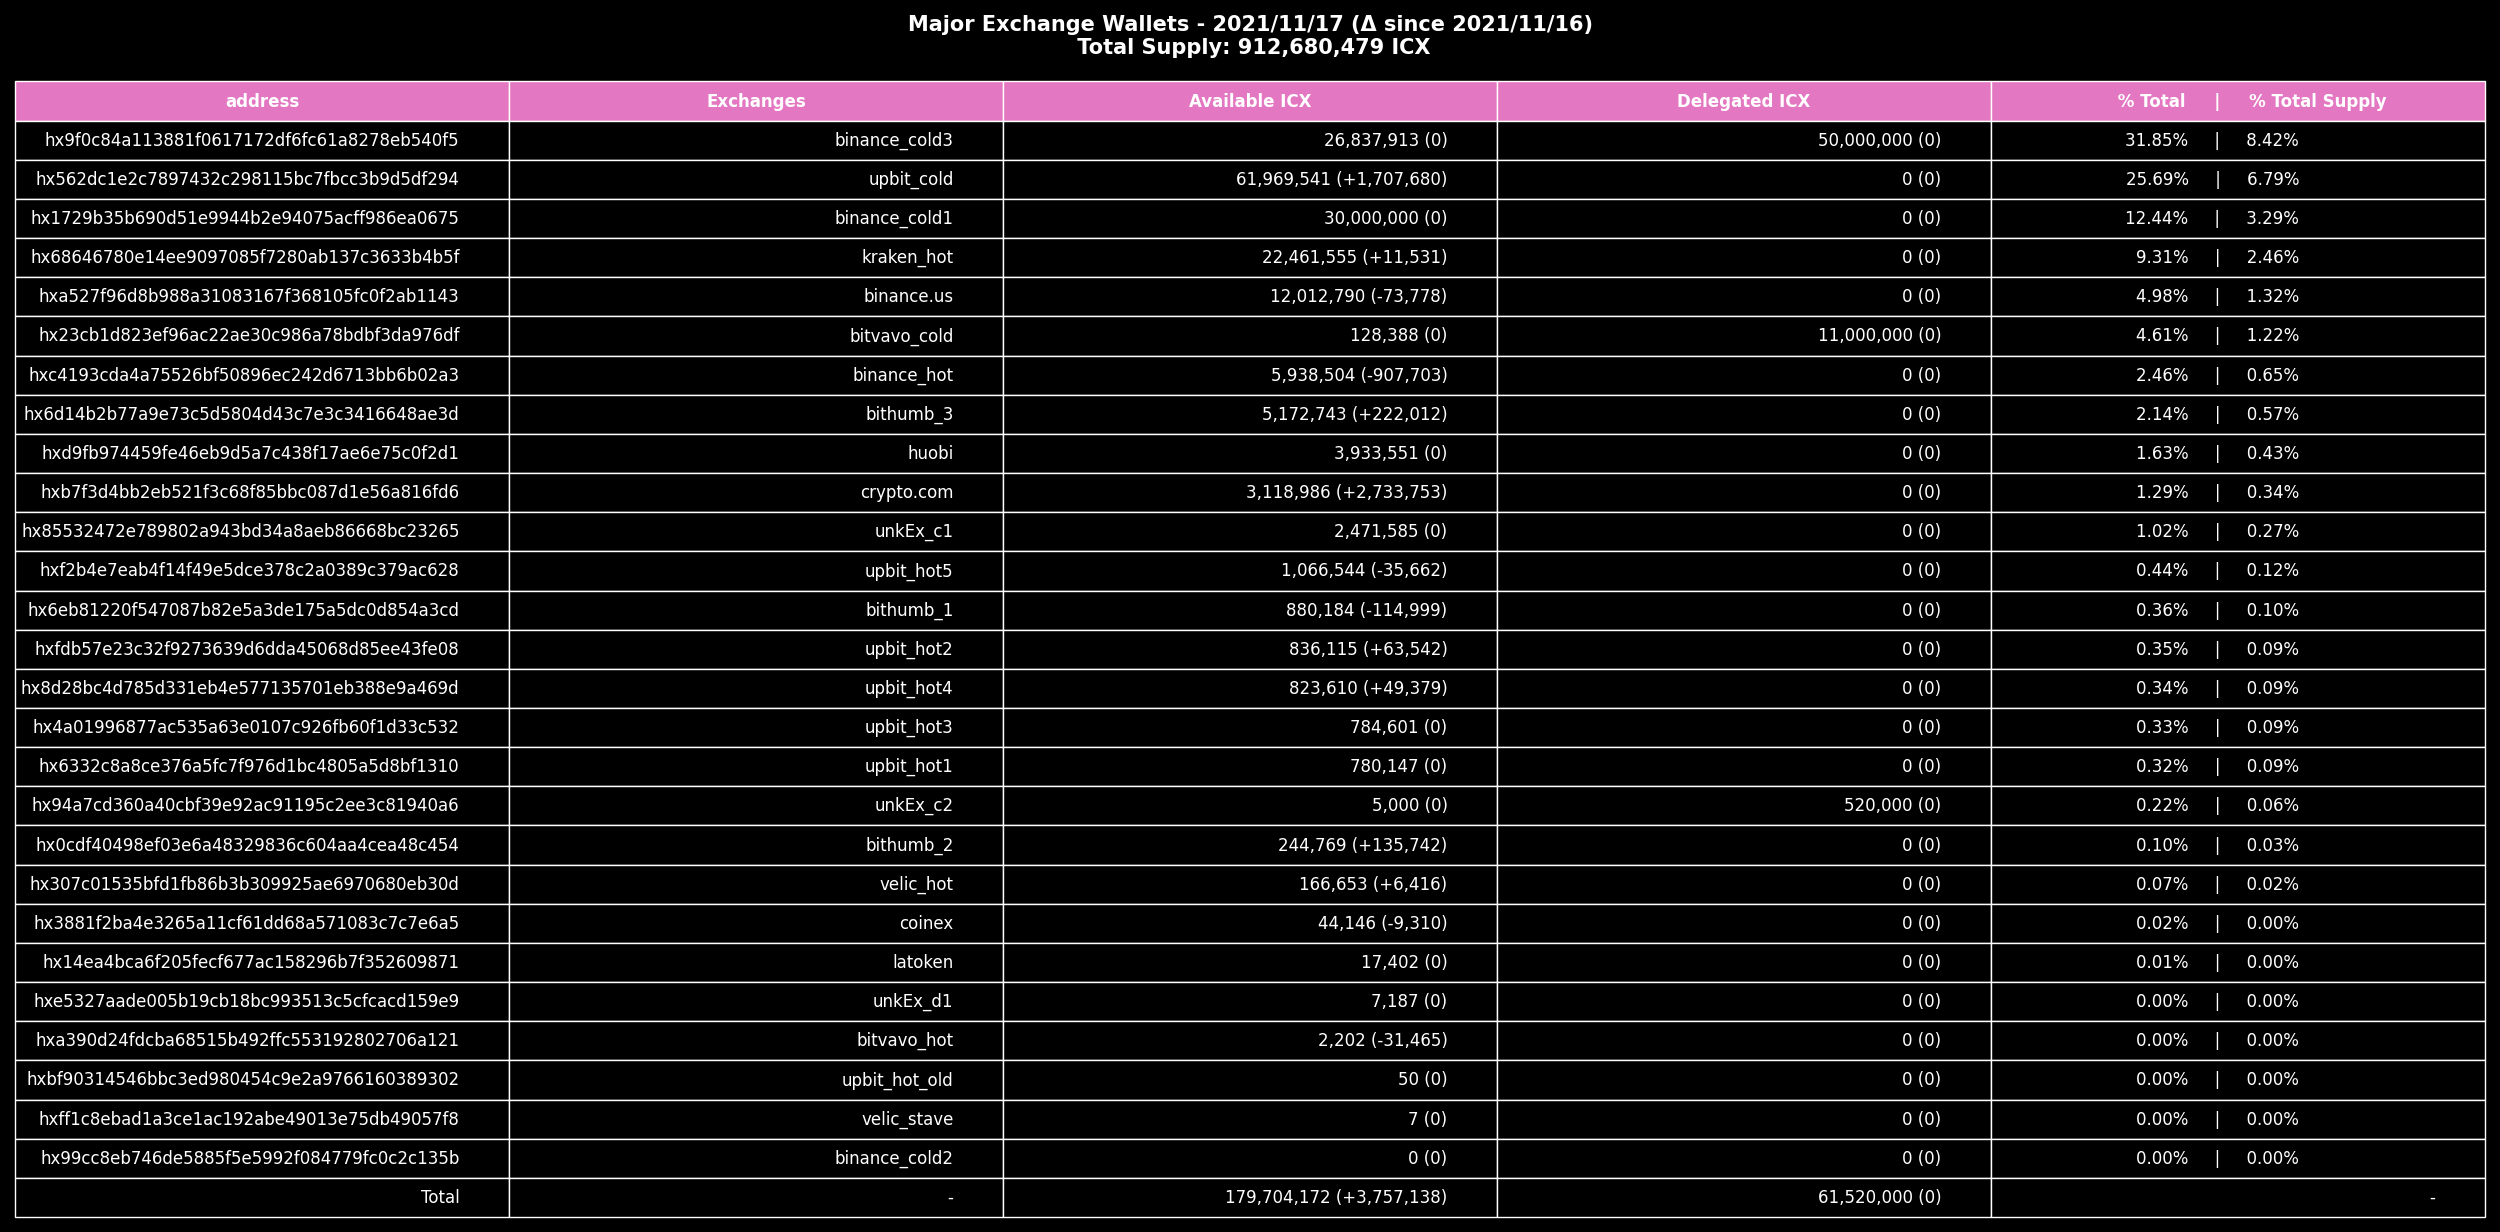 Major Exchange Wallets - 2021/11/17 (Δ since 2021/11/16)
Total Supply: 912,680,479 ICX
address Exchanges Available ICX Delegated ICX % Total | % Total Supply
hx9f0c84a113881f0617172df6fc61a8278eb540f5 binance_cold3 26,837,913 (0) 50,000,000 (0) 31.85% | 8.42%
hx562dc1e2c7897432c298115bc7fbcc3b9d5df294 upbit_cold 61,969,541 (+1,707,680) 0 (0) 25.69% | 6.79%
hx1729b35b690d51e9944b2e94075acff986ea0675 binance_cold1 30,000,000 (0) 0 (0) 12.44% | 3.29%
hx68646780e14ee9097085f7280ab137c3633b4b5f kraken_hot 22,461,555 (+11,531) 0 (0) 9.31% | 2.46%
hxa527f96d8b988a31083167f368105fc0f2ab1143 binance.us 12,012,790 (-73,778) 0 (0) 4.98% | 1.32%
hx23cb1d823ef96ac22ae30c986a78bdbf3da976df bitvavo_cold 128,388 (0) 11,000,000 (0) 4.61% | 1.22%
hxc4193cda4a75526bf50896ec242d6713bb6b02a3 binance_hot 5,938,504 (-907,703) 0 (0) 2.46% | 0.65%
hx6d14b2b77a9e73c5d5804d43c7e3c3416648ae3d bithumb_3 5,172,743 (+222,012) 0 (0) 2.14% | 0.57%
hxd9fb974459fe46eb9d5a7c438f17ae6e75c0f2d1 huobi 3,933,551 (0) 0 (0) 1.63% | 0.43%
hxb7f3d4bb2eb521f3c68f85bbc087d1e56a816fd6 crypto.com 3,118,986 (+2,733,753) 0 (0) 1.29% | 0.34%
hx85532472e789802a943bd34a8aeb86668bc23265 unkEx_c1 2,471,585 (0) 0 (0) 1.02% | 0.27%
hxf2b4e7eab4f14f49e5dce378c2a0389c379ac628 upbit_hot5 1,066,544 (-35,662) 0 (0) 0.44% | 0.12%
hx6eb81220f547087b82e5a3de175a5dc0d854a3cd bithumb_1 880,184 (-114,999) 0 (0) 0.36% | 0.10%
hxfdb57e23c32f9273639d6dda45068d85ee43fe08 upbit_hot2 836,115 (+63,542) 0 (0) 0.35% | 0.09%
hx8d28bc4d785d331eb4e577135701eb388e9a469d upbit_hot4 823,610 (+49,379) 0 (0) 0.34% | 0.09%
hx4a01996877ac535a63e0107c926fb60f1d33c532 upbit_hot3 784,601 (0) 0 (0) 0.33% | 0.09%
hx6332c8a8ce376a5fc7f976d1bc4805a5d8bf1310 upbit_hot1 780,147 (0) 0 (0) 0.32% | 0.09%
hx94a7cd360a40cbf39e92ac91195c2ee3c81940a6 unkEx_c2 5,000 (0) 520,000 (0) 0.22% | 0.06%
hx0cdf40498ef03e6a48329836c604aa4cea48c454 bithumb_2 244,769 (+135,742) 0 (0) 0.10% | 0.03%
hx307c01535bfd1fb86b3b309925ae6970680eb30d velic_hot 166,653 (+6,416) 0 (0) 0.07% | 0.02%
hx3881f2ba4e3265a11cf61dd68a571083c7c7e6a5 coinex 44,146 (-9,310) 0 (0) 0.02% | 0.00%
hx14ea4bca6f205fecf677ac158296b7f352609871 latoken 17,402 (0) 0 (0) 0.01% | 0.00%
hxe5327aade005b19cb18bc993513c5cfcacd159e9 unkEx_d1 7,187 (0) 0 (0) 0.00% | 0.00%
hxa390d24fdcba68515b492ffc553192802706a121 bitvavo_hot 2,202 (-31,465) 0 (0) 0.00% | 0.00%
hxbf90314546bbc3ed980454c9e2a9766160389302 upbit_hot_old 50 (0) 0 (0) 0.00% | 0.00%
hxff1c8ebad1a3ce1ac192abe49013e75db49057f8 velic_stave 7 (0) 0 (0) 0.00% | 0.00%
hx99cc8eb746de5885f5e5992f084779fc0c2c135b binance_cold2 0 (0) 0 (0) 0.00% | 0.00%
Total - 179,704,172 (+3,757,138) 61,520,000 (0) -